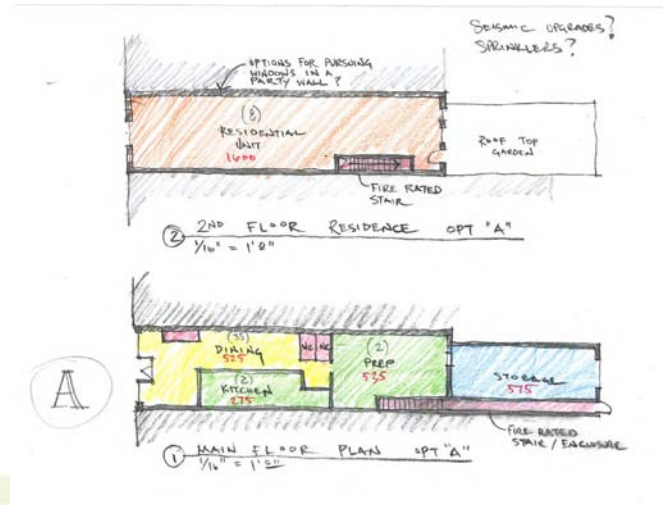 SEISMIC UPGRADES?
SPRINKLERS?
OPTIONS FOR PURSUING
WINDOWS IN A
PARTY WALL?
(8)
RESIDENTIAL
UNIT
1600
ROOF TOP
GARDEN
FIRE RATED
STAIR
2 2ND FLOOR RESIDENCE OPT "A"
1/16" = 1'0"
(35)
DINING
525
WC WC
(2)
PREP
535
(2)
KITCHEN
275
STORAGE
575
A
FIRE RATED
STAIR / ENCLOSURE
1 MAIN FLOOR PLAN OPT "A"
1/16" = 1'0"